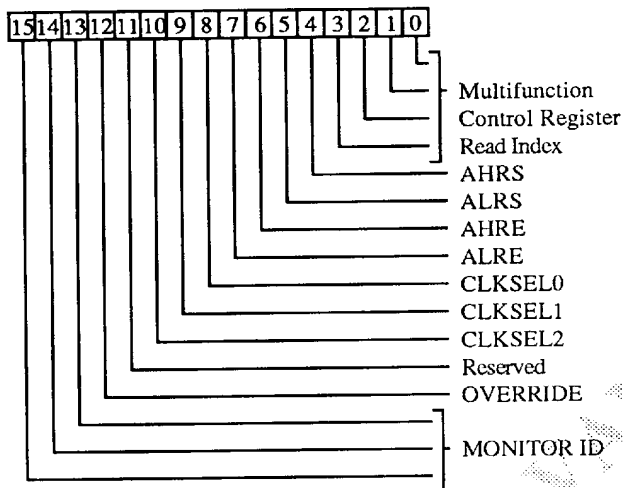 15 14 13 12 11 10 9 8 7 6 5 4 3 2 1 0
Multifunction
Control Register
Read Index
AHRS
ALRS
AHRE
ALRE
CLKSEL0
CLKSEL1
CLKSEL2
Reserved
OVERRIDE
MONITOR ID